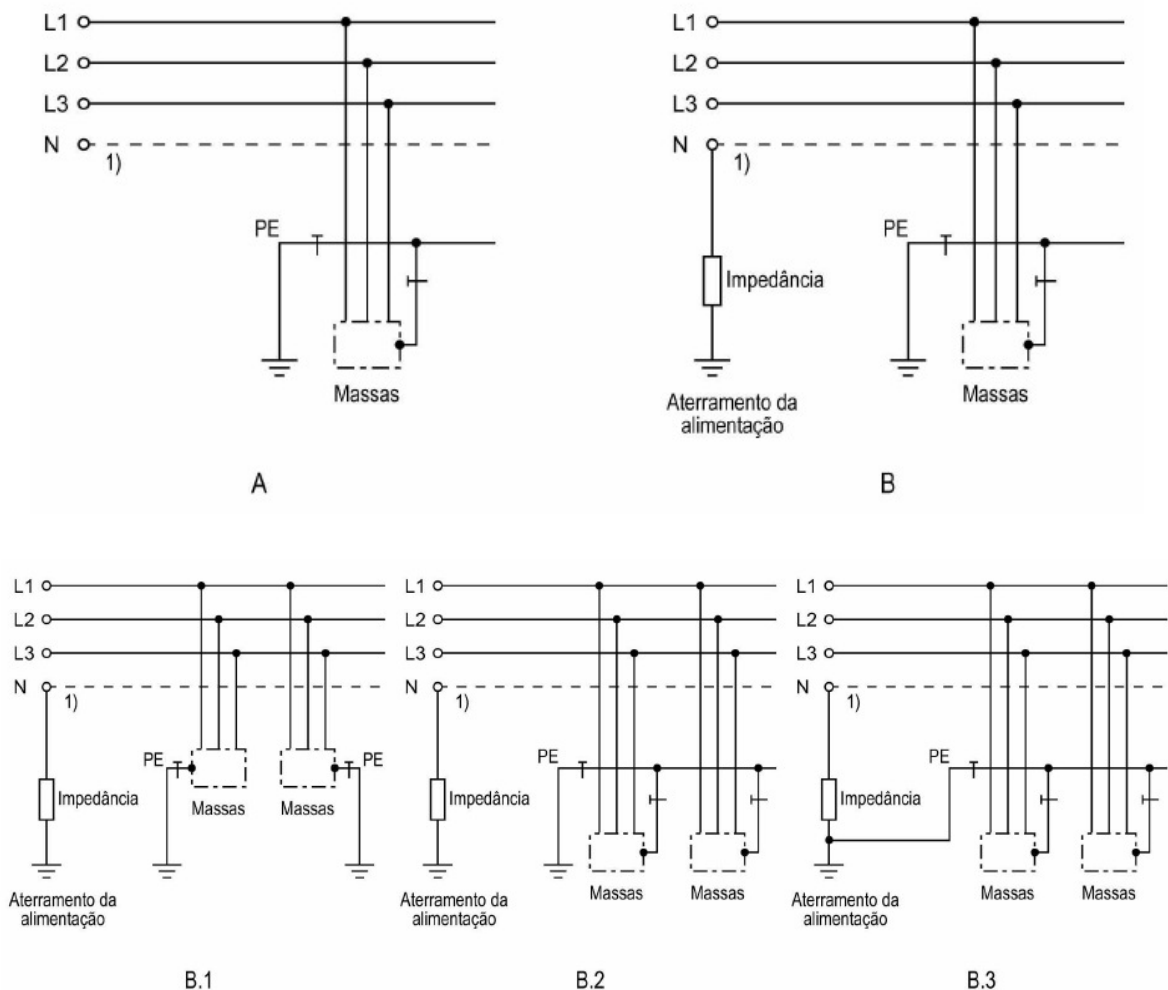 L1
L2
L3
N
1)
PE
Massas
A
L1
L2
L3
N
1)
Impedância
PE
Massas
Aterramento da
alimentação
B
L1
L2
L3
N
1)
PE
PE
Impedância
Massas
Massas
Aterramento da
alimentação
B.1
L1
L2
L3
N
1)
PE
Impedância
Massas
Massas
Aterramento da
alimentação
B.2
L1
L2
L3
N
1)
PE
Impedância
Massas
Massas
Aterramento da
alimentação
B.3